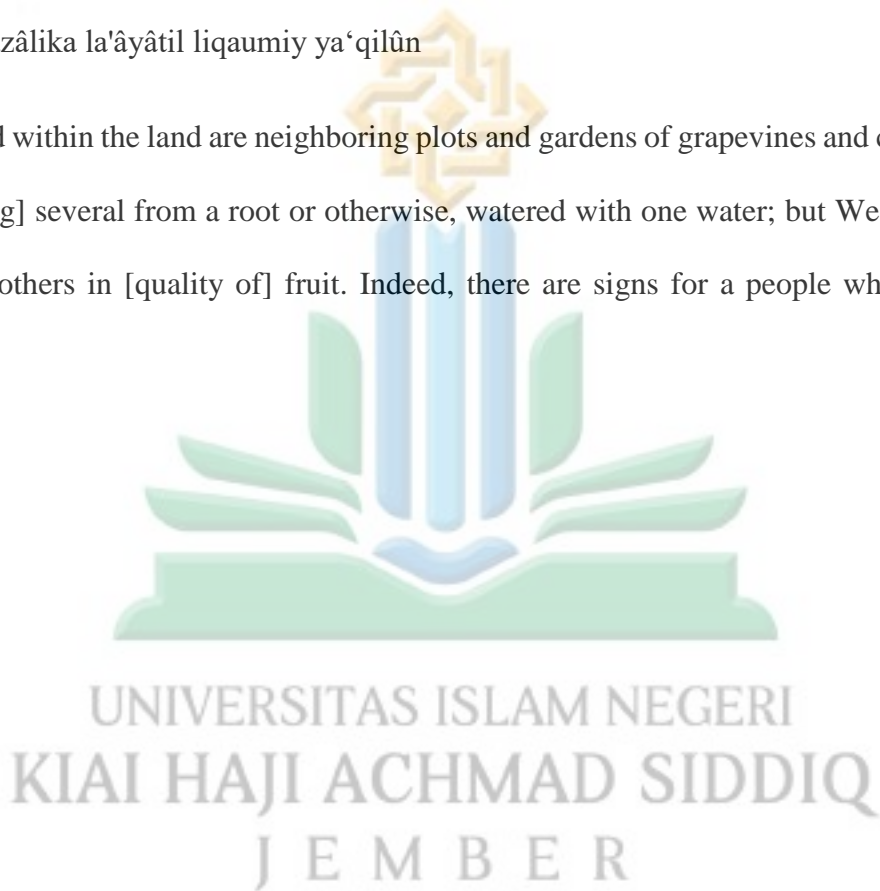 zâlika la'âyâtil liqaumiy ya‘qilûn
within the land are neighboring plots and gardens of grapevines and
several from a root or otherwise, watered with one water; but We
others in [quality of] fruit. Indeed, there are signs for a people
UNIVERSITAS ISLAM NEGERI
KIAI HAJI ACHMAD SIDDIQ
JEMBER